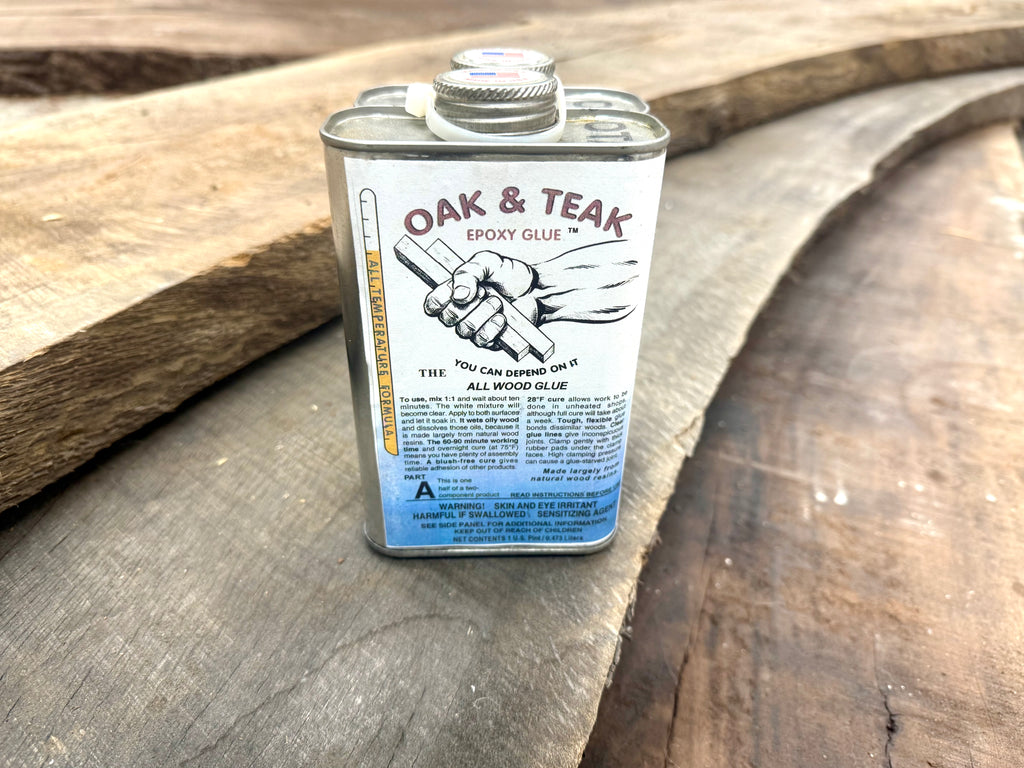 OAK & TEAK
EPOXY GLUE ™
ALL TEMPERATURE FORMULA
THE YOU CAN DEPEND ON IT
ALL WOOD GLUE
To use, mix 1:1 and wait about ten
minutes. The white mixture will
become clear. Apply to both surfaces
and let it soak in. It wets oily wood
and dissolves those oils, because it
is made largely from natural wood
resins. The 60-90 minute working
time and overnight cure (at 75°F)
means you have plenty of assembly
time. A blush-free cure gives
reliable adhesion of other products.
28°F cure allows work to be
done in unheated shops,
although full cure will take about
a week. Tough, flexible glue
bonds dissimilar woods. Clear
glue lines give inconspicuous
joints. Clamp gently with thick
rubber pads under the clamp
faces. High clamping pressure
can cause a glue-starved joint.
Made largely from
natural wood resins.
PART
A
This is one
half of a two-
component product
READ INSTRUCTIONS BEFORE
WARNING! SKIN AND EYE IRRITANT
HARMFUL IF SWALLOWED SENSITIZING AGENT
SEE SIDE PANEL FOR ADDITIONAL INFORMATION
KEEP OUT OF REACH OF CHILDREN
NET CONTENTS 1 U.S. Pint / 0.473 Liters